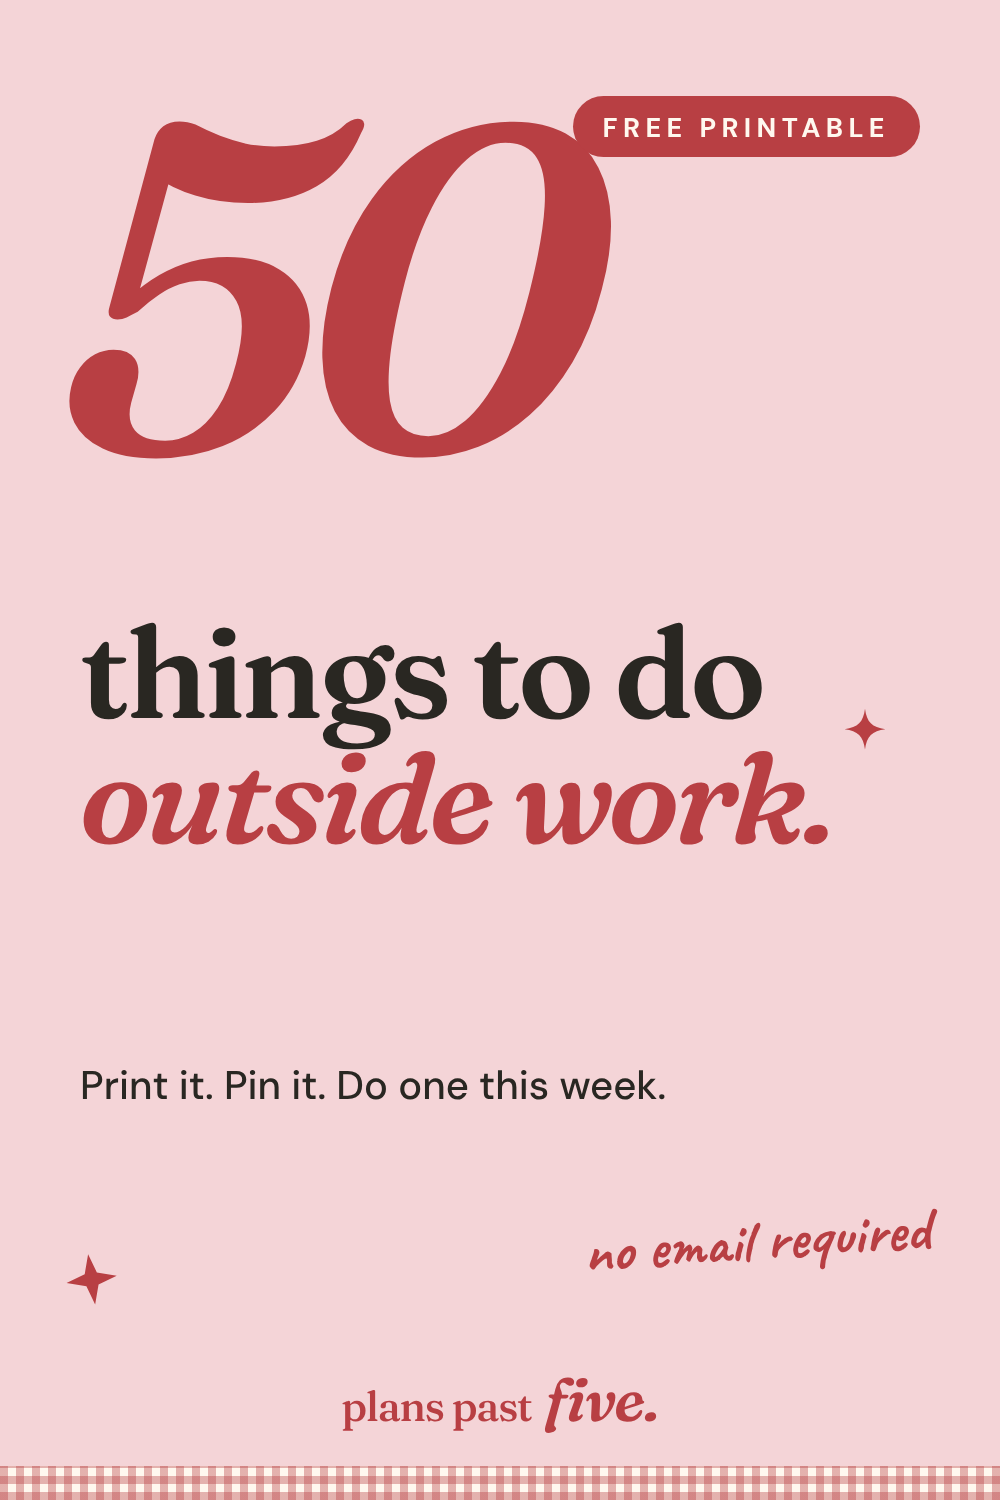 FREE PRINTABLE
50
things to do
outside work.
Print it. Pin it. Do one this week.
no email required
plans past five.